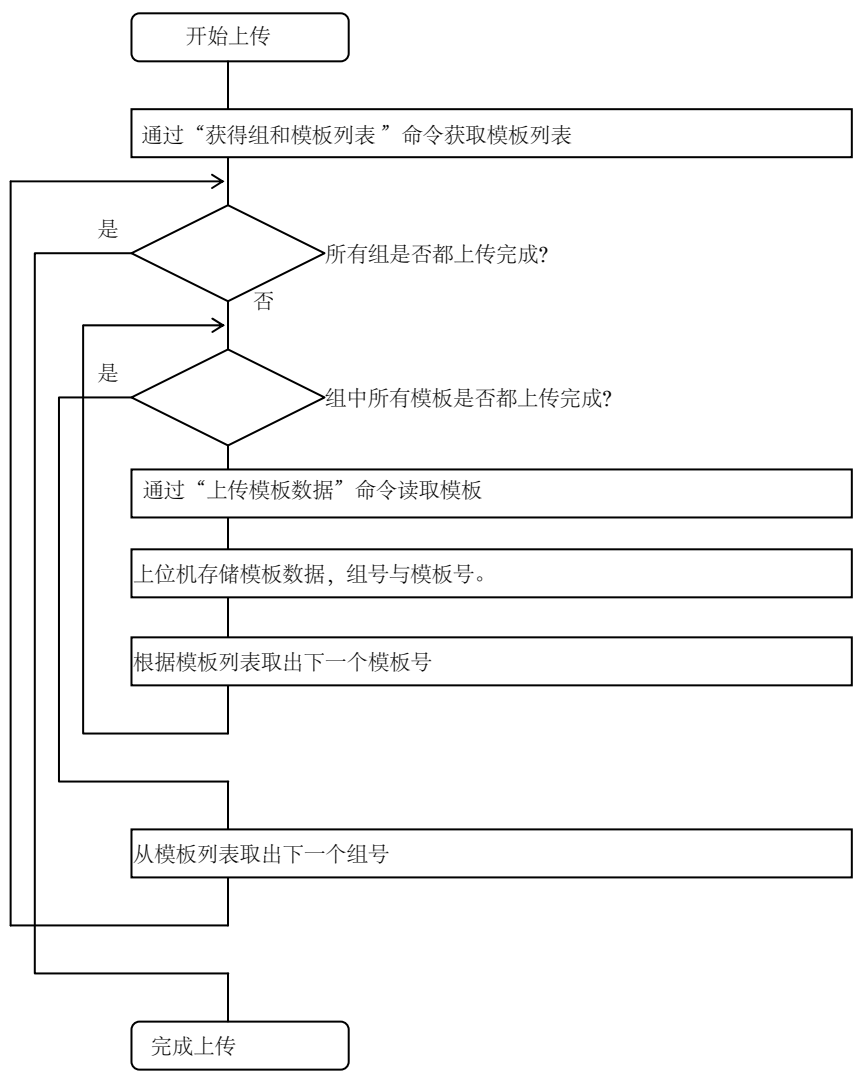 开始上传
通过“获得组和模板列表 ”命令获取模板列表
是
所有组是否都上传完成?
否
是
组中所有模板是否都上传完成?
通过“上传模板数据”命令读取模板
上位机存储模板数据，组号与模板号。
根据模板列表取出下一个模板号
从模板列表取出下一个组号
完成上传